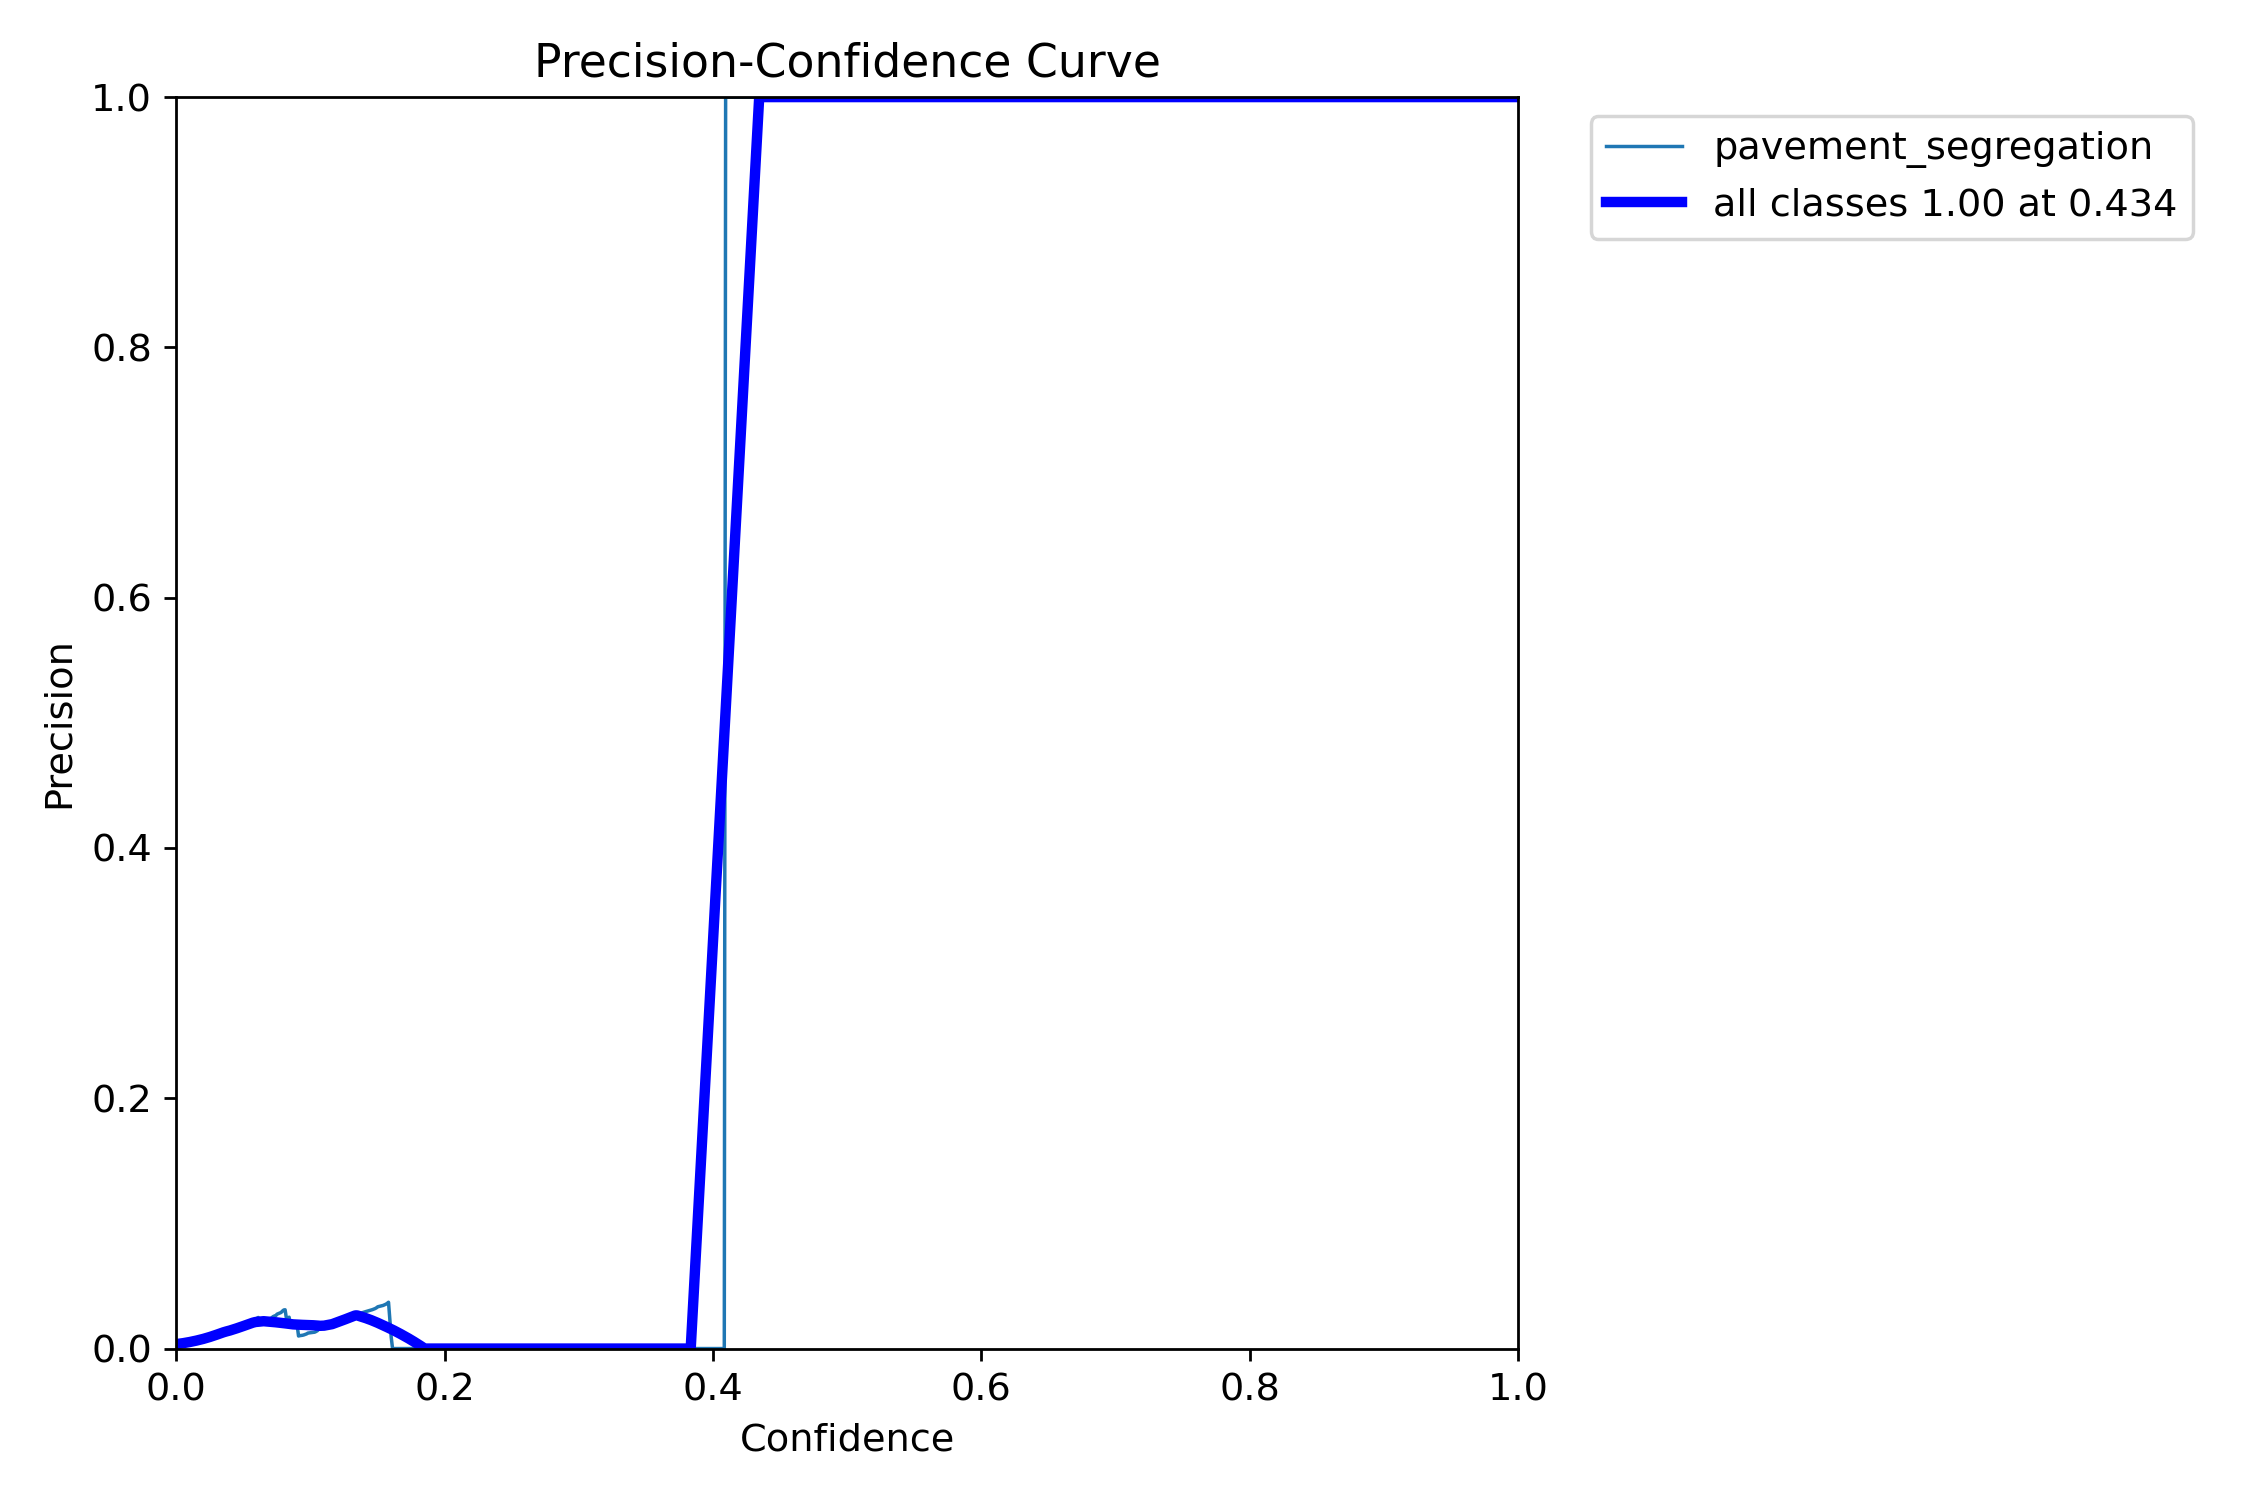 Precision-Confidence Curve
1.0
0.8
0.6
0.4
0.2
0.0
Precision
0.0 0.2 0.4 0.6 0.8 1.0
Confidence
pavement_segregation
all classes 1.00 at 0.434